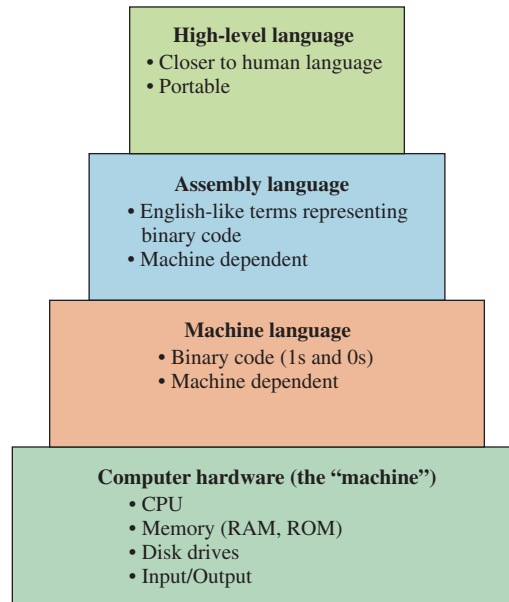 High-level language
• Closer to human language
• Portable
Assembly language
• English-like terms representing
binary code
• Machine dependent
Machine language
• Binary code (1s and 0s)
• Machine dependent
Computer hardware (the “machine”)
• CPU
• Memory (RAM, ROM)
• Disk drives
• Input/Output